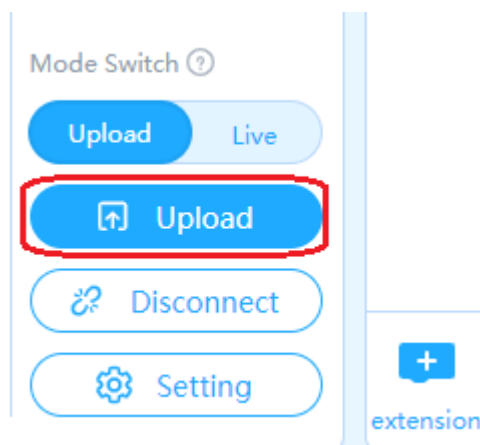 Mode Switch ?
Upload Live
Upload
Disconnect
Setting
extension